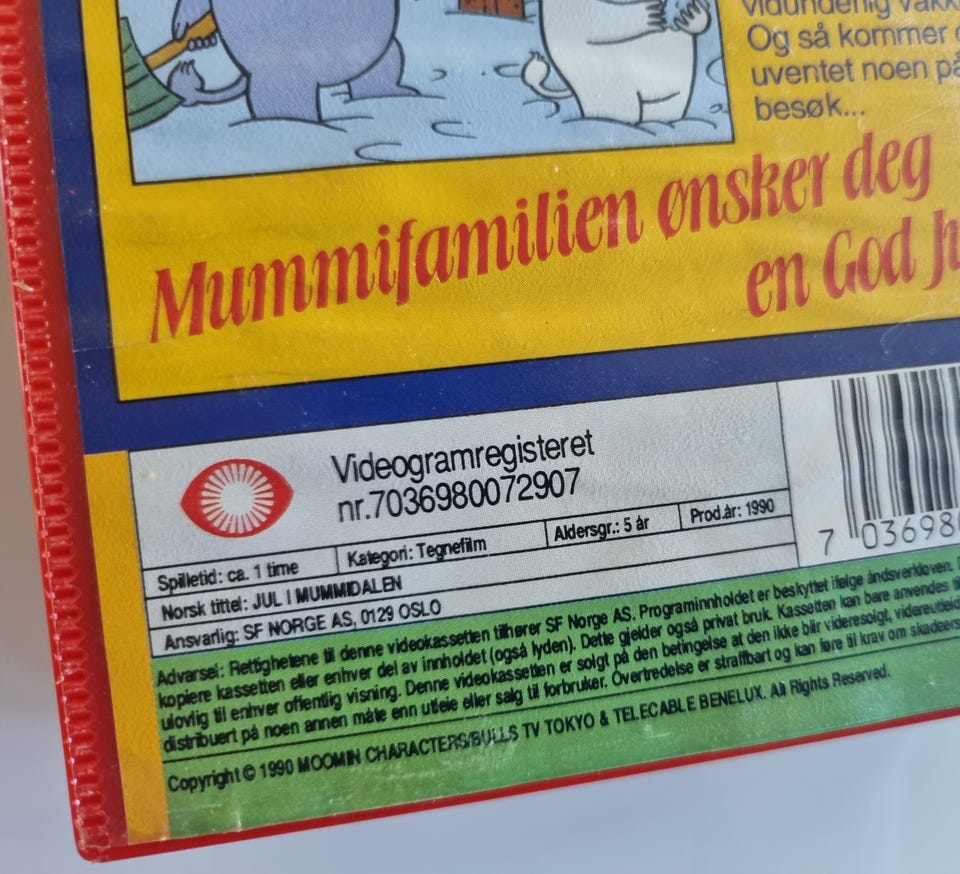 vidunderlig vakk
Og så kommer
uventet noen på
besøk...
Mummifamilien ønsker deg
en God Ju
Videogramregisteret
nr.7036980072907
Spilletid: ca. 1 time
Kategori: Tegnefilm
Aldersgr.: 5 år
Prod.år: 1990
Norsk tittel: JUL I MUMMIDALEN
Ansvarlig: SF NORGE AS, 0129 OSLO
7 03698
Advarsel: Rettighetene til denne videokassetten tilhører SF Norge AS. Programinnholdet er beskyttet ifølge åndsverkloven.
kopiere kassetten eller enhver del av innholdet (også lyden). Dette gjelder også privat bruk. Kassetten kan bare anvendes
ulovlig til enhver offentlig visning. Denne videokassetten er solgt på den betingelse at den ikke blir videresolgt, videreutleid
distribuert på noen annen måte enn utleie eller salg til forbruker. Overtredelse er straffbart og kan føre til krav om skadeers
Copyright © 1990 MOOMIN CHARACTERS/BULLS TV TOKYO & TELECABLE BENELUX. All Rights Reserved.